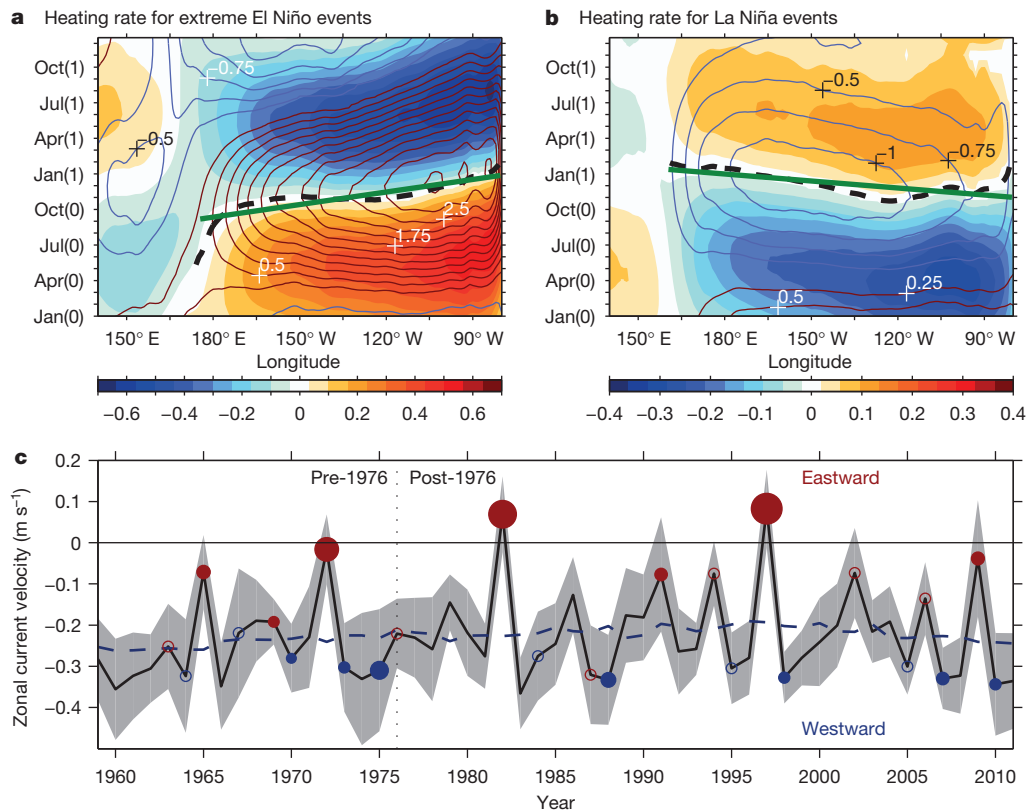 a Heating rate for extreme El Niño events
b Heating rate for La Niña events
Oct(1)
Jul(1)
Apr(1)
Jan(1)
Oct(0)
Jul(0)
Apr(0)
Jan(0)
−0.75
−0.5
2.5
1.75
0.5
150° E 180° 150° W 120° W 90° W
Longitude
−0.6 −0.4 −0.2 0 0.2 0.4 0.6
Oct(1)
Jul(1)
Apr(1)
Jan(1)
Oct(0)
Jul(0)
Apr(0)
Jan(0)
−0.5
−1
−0.75
0.25
0.5
150° E 180° 150° W 120° W 90° W
Longitude
−0.4 −0.3 −0.2 −0.1 0 0.1 0.2 0.3 0.4
c
Zonal current velocity (m s⁻¹)
0.2
0.1
0
−0.1
−0.2
−0.3
−0.4
Pre-1976 Post-1976
Eastward
Westward
1960 1965 1970 1975 1980 1985 1990 1995 2000 2005 2010
Year